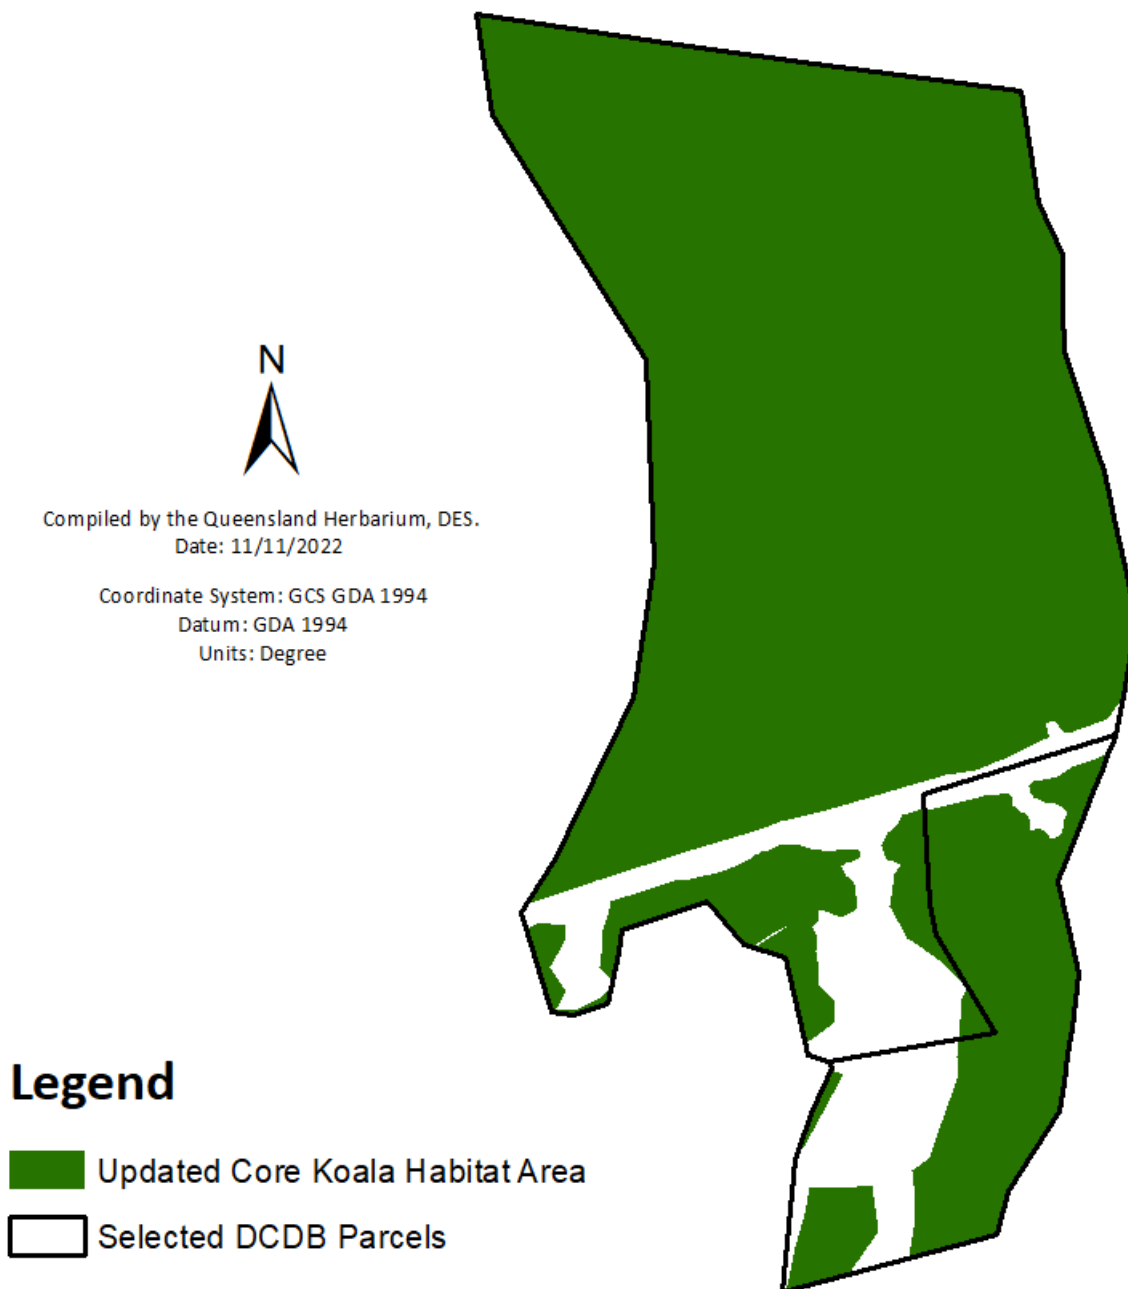 N
Compiled by the Queensland Herbarium, DES.
Date: 11/11/2022
Coordinate System: GCS GDA 1994
Datum: GDA 1994
Units: Degree
Legend
Updated Core Koala Habitat Area
Selected DCDB Parcels